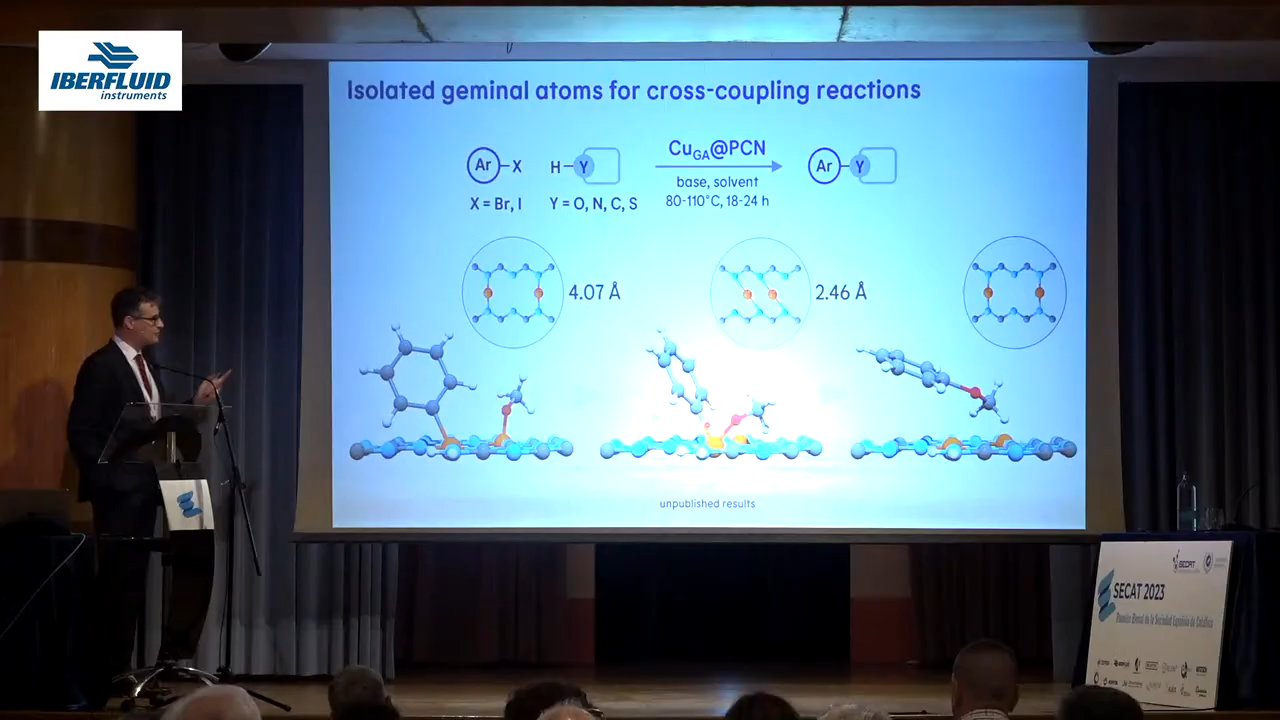 IBERFLUID
instruments
Isolated geminal atoms for cross-coupling reactions
Ar X H Y
X = Br, I Y = O, N, C, S
CuGA@PCN
base, solvent
80-110°C, 18-24 h
Ar Y
4.07 Å
2.46 Å
unpublished results
SECAT
SECAT 2023